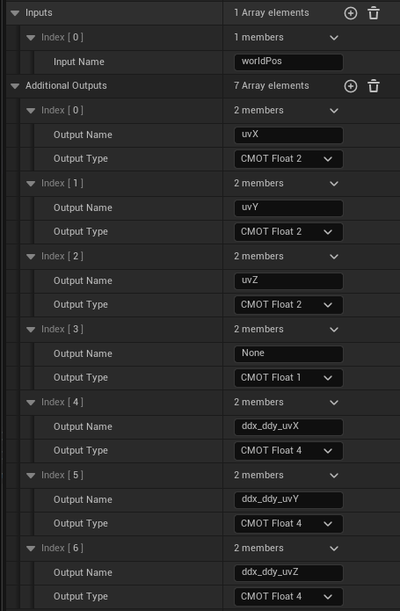 Inputs 1 Array elements
Index [ 0 ] 1 members
Input Name worldPos
Additional Outputs 7 Array elements
Index [ 0 ] 2 members
Output Name uvX
Output Type CMOT Float 2
Index [ 1 ] 2 members
Output Name uvY
Output Type CMOT Float 2
Index [ 2 ] 2 members
Output Name uvZ
Output Type CMOT Float 2
Index [ 3 ] 2 members
Output Name None
Output Type CMOT Float 1
Index [ 4 ] 2 members
Output Name ddx_ddy_uvX
Output Type CMOT Float 4
Index [ 5 ] 2 members
Output Name ddx_ddy_uvY
Output Type CMOT Float 4
Index [ 6 ] 2 members
Output Name ddx_ddy_uvZ
Output Type CMOT Float 4